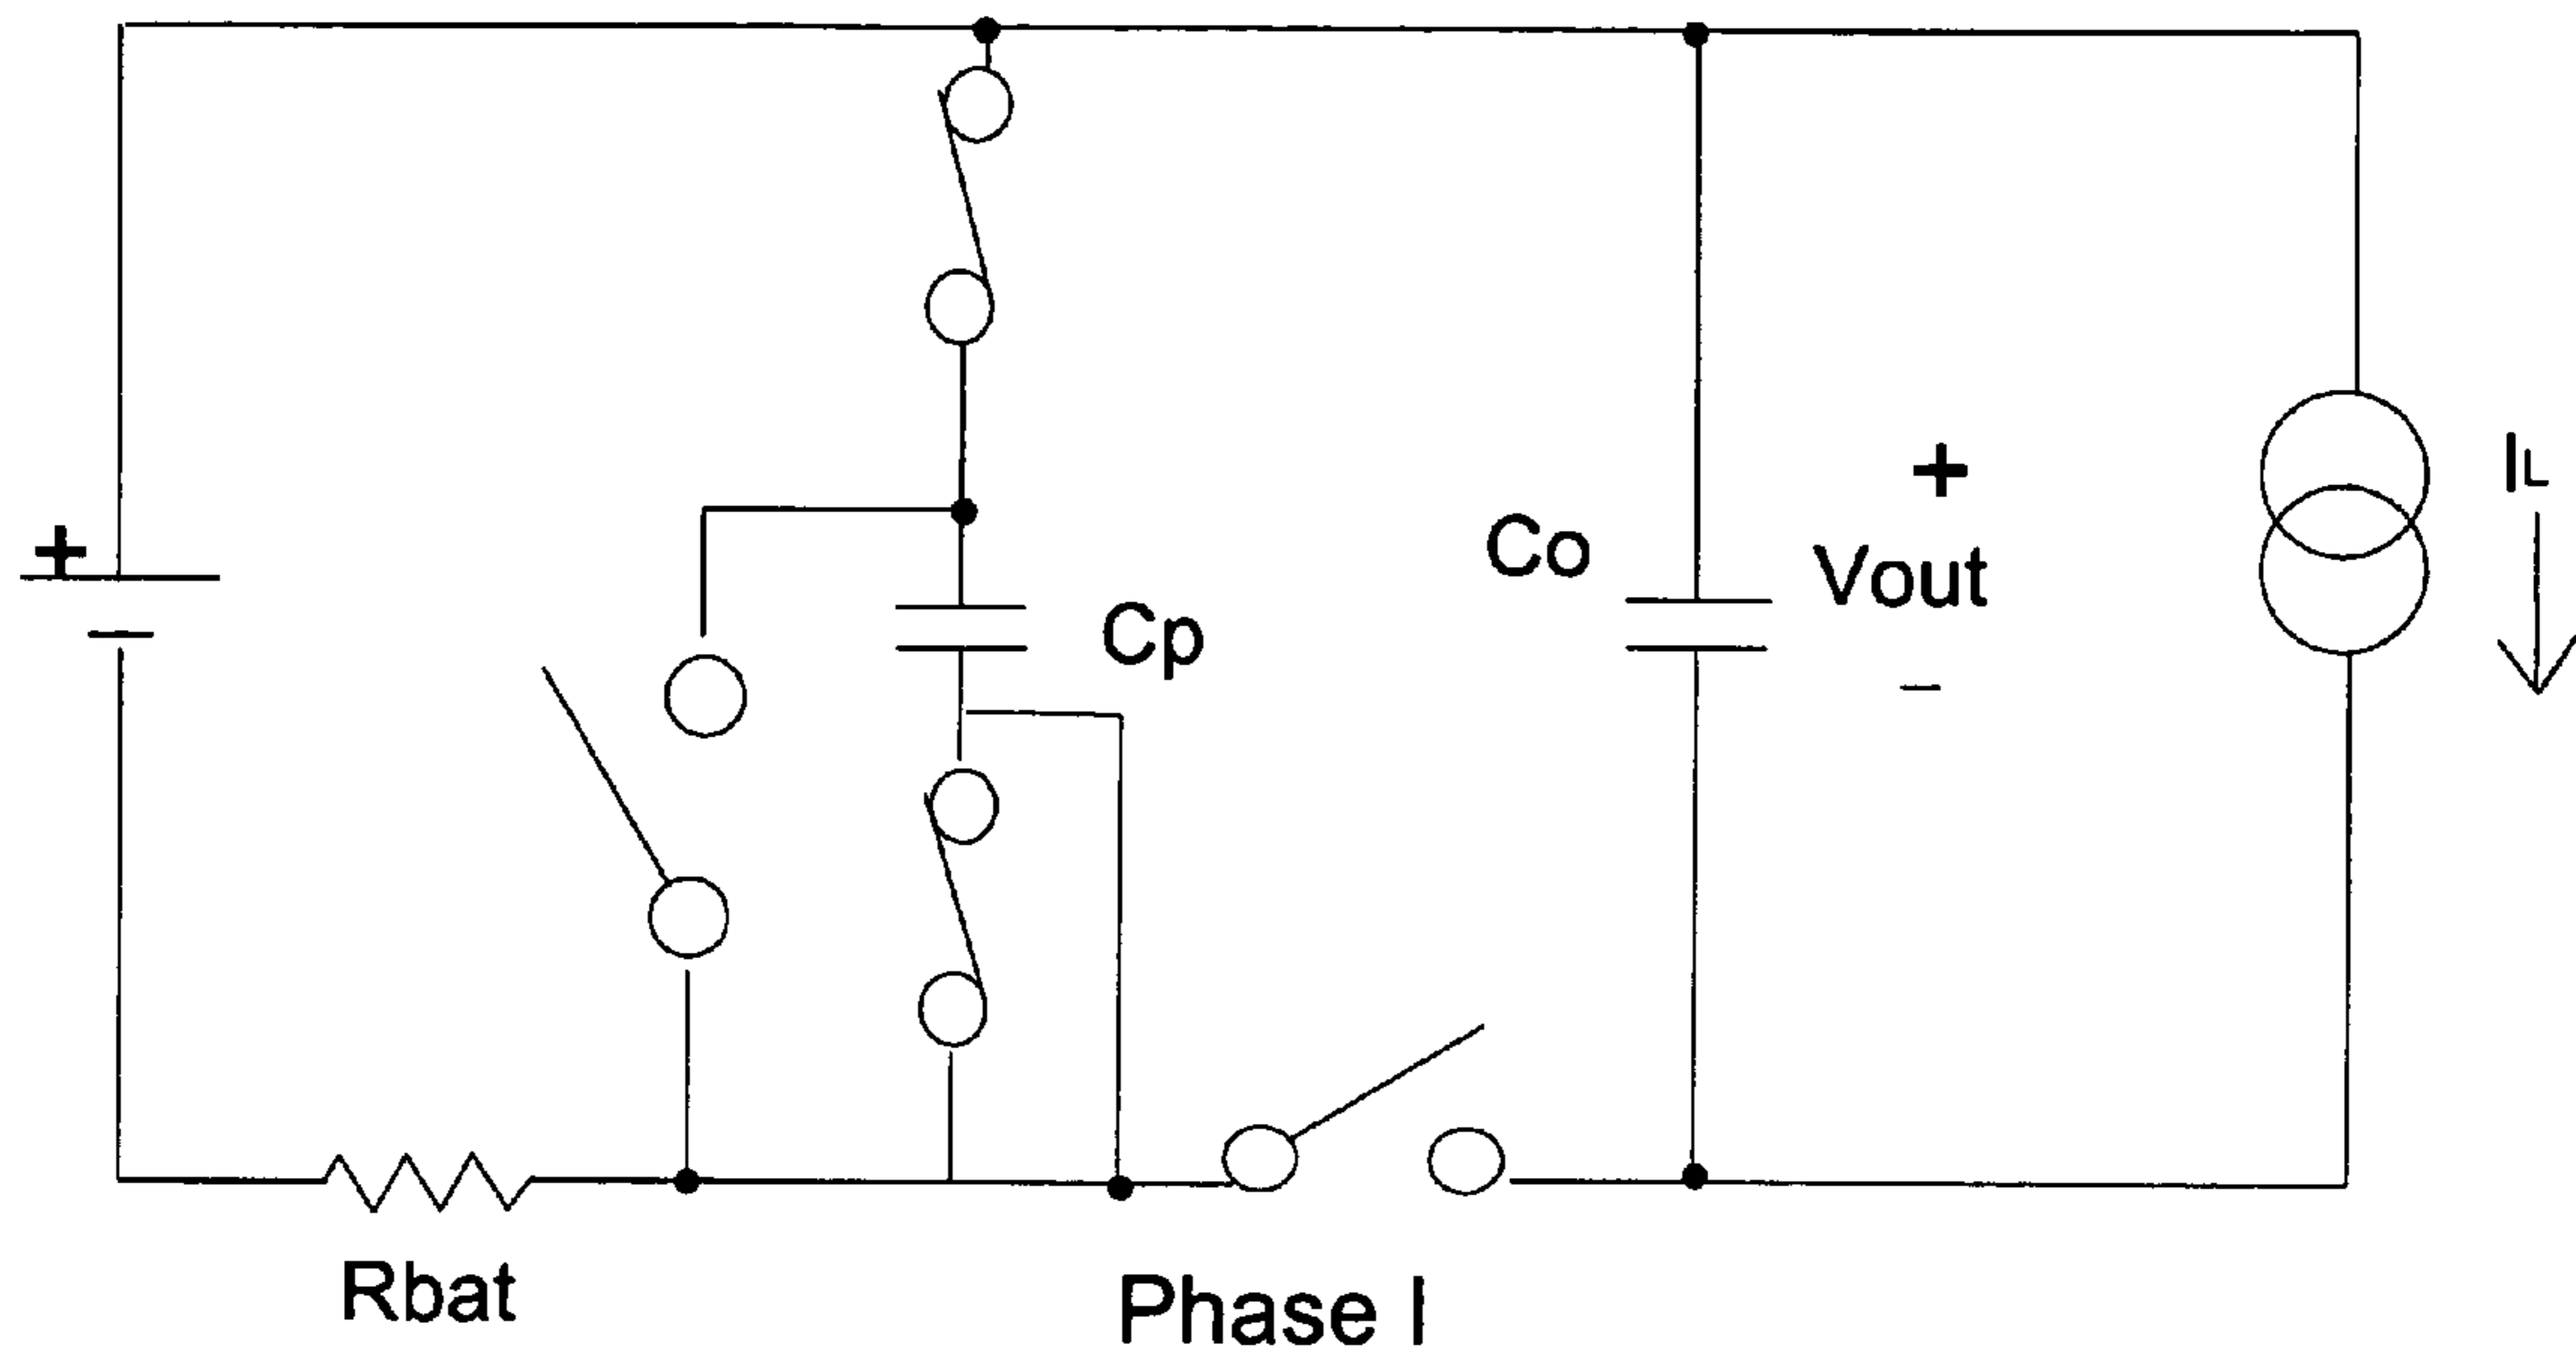 +
Cp
Co
+
Vout
–
IL
Rbat
Phase I